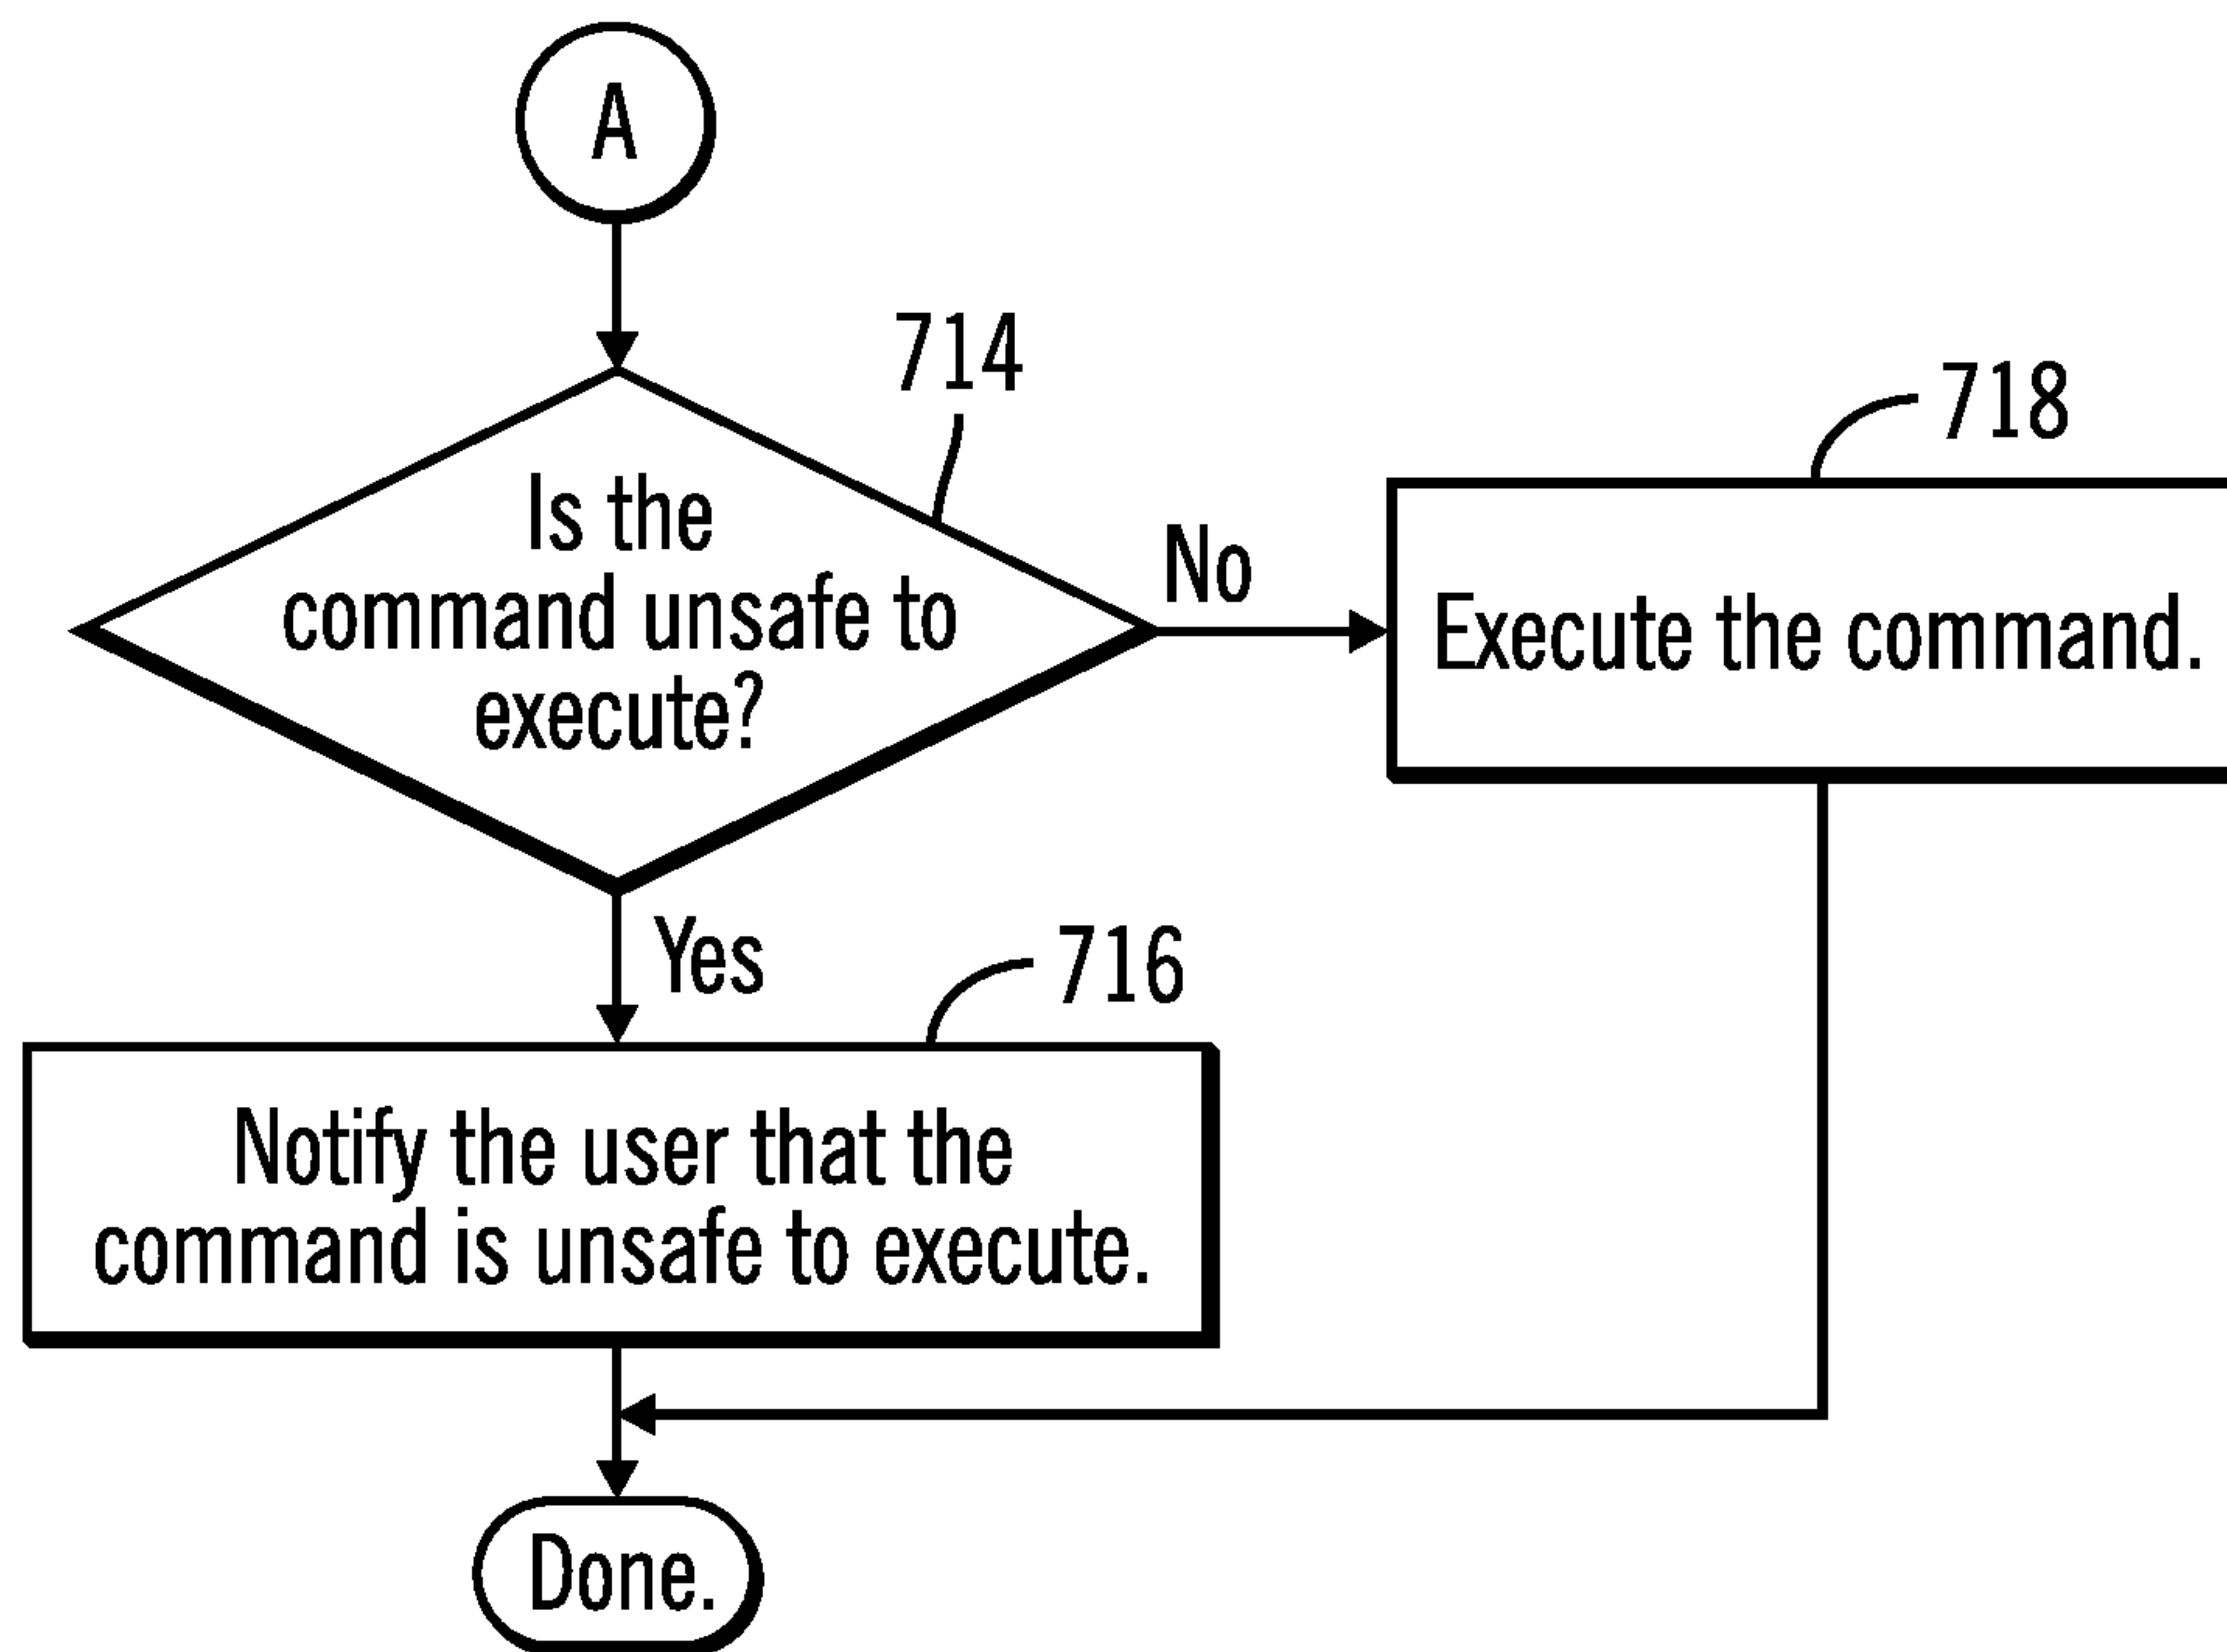 A
714
Is the
command unsafe to
execute?
No
718
Execute the command.
Yes
716
Notify the user that the
command is unsafe to execute.
Done.